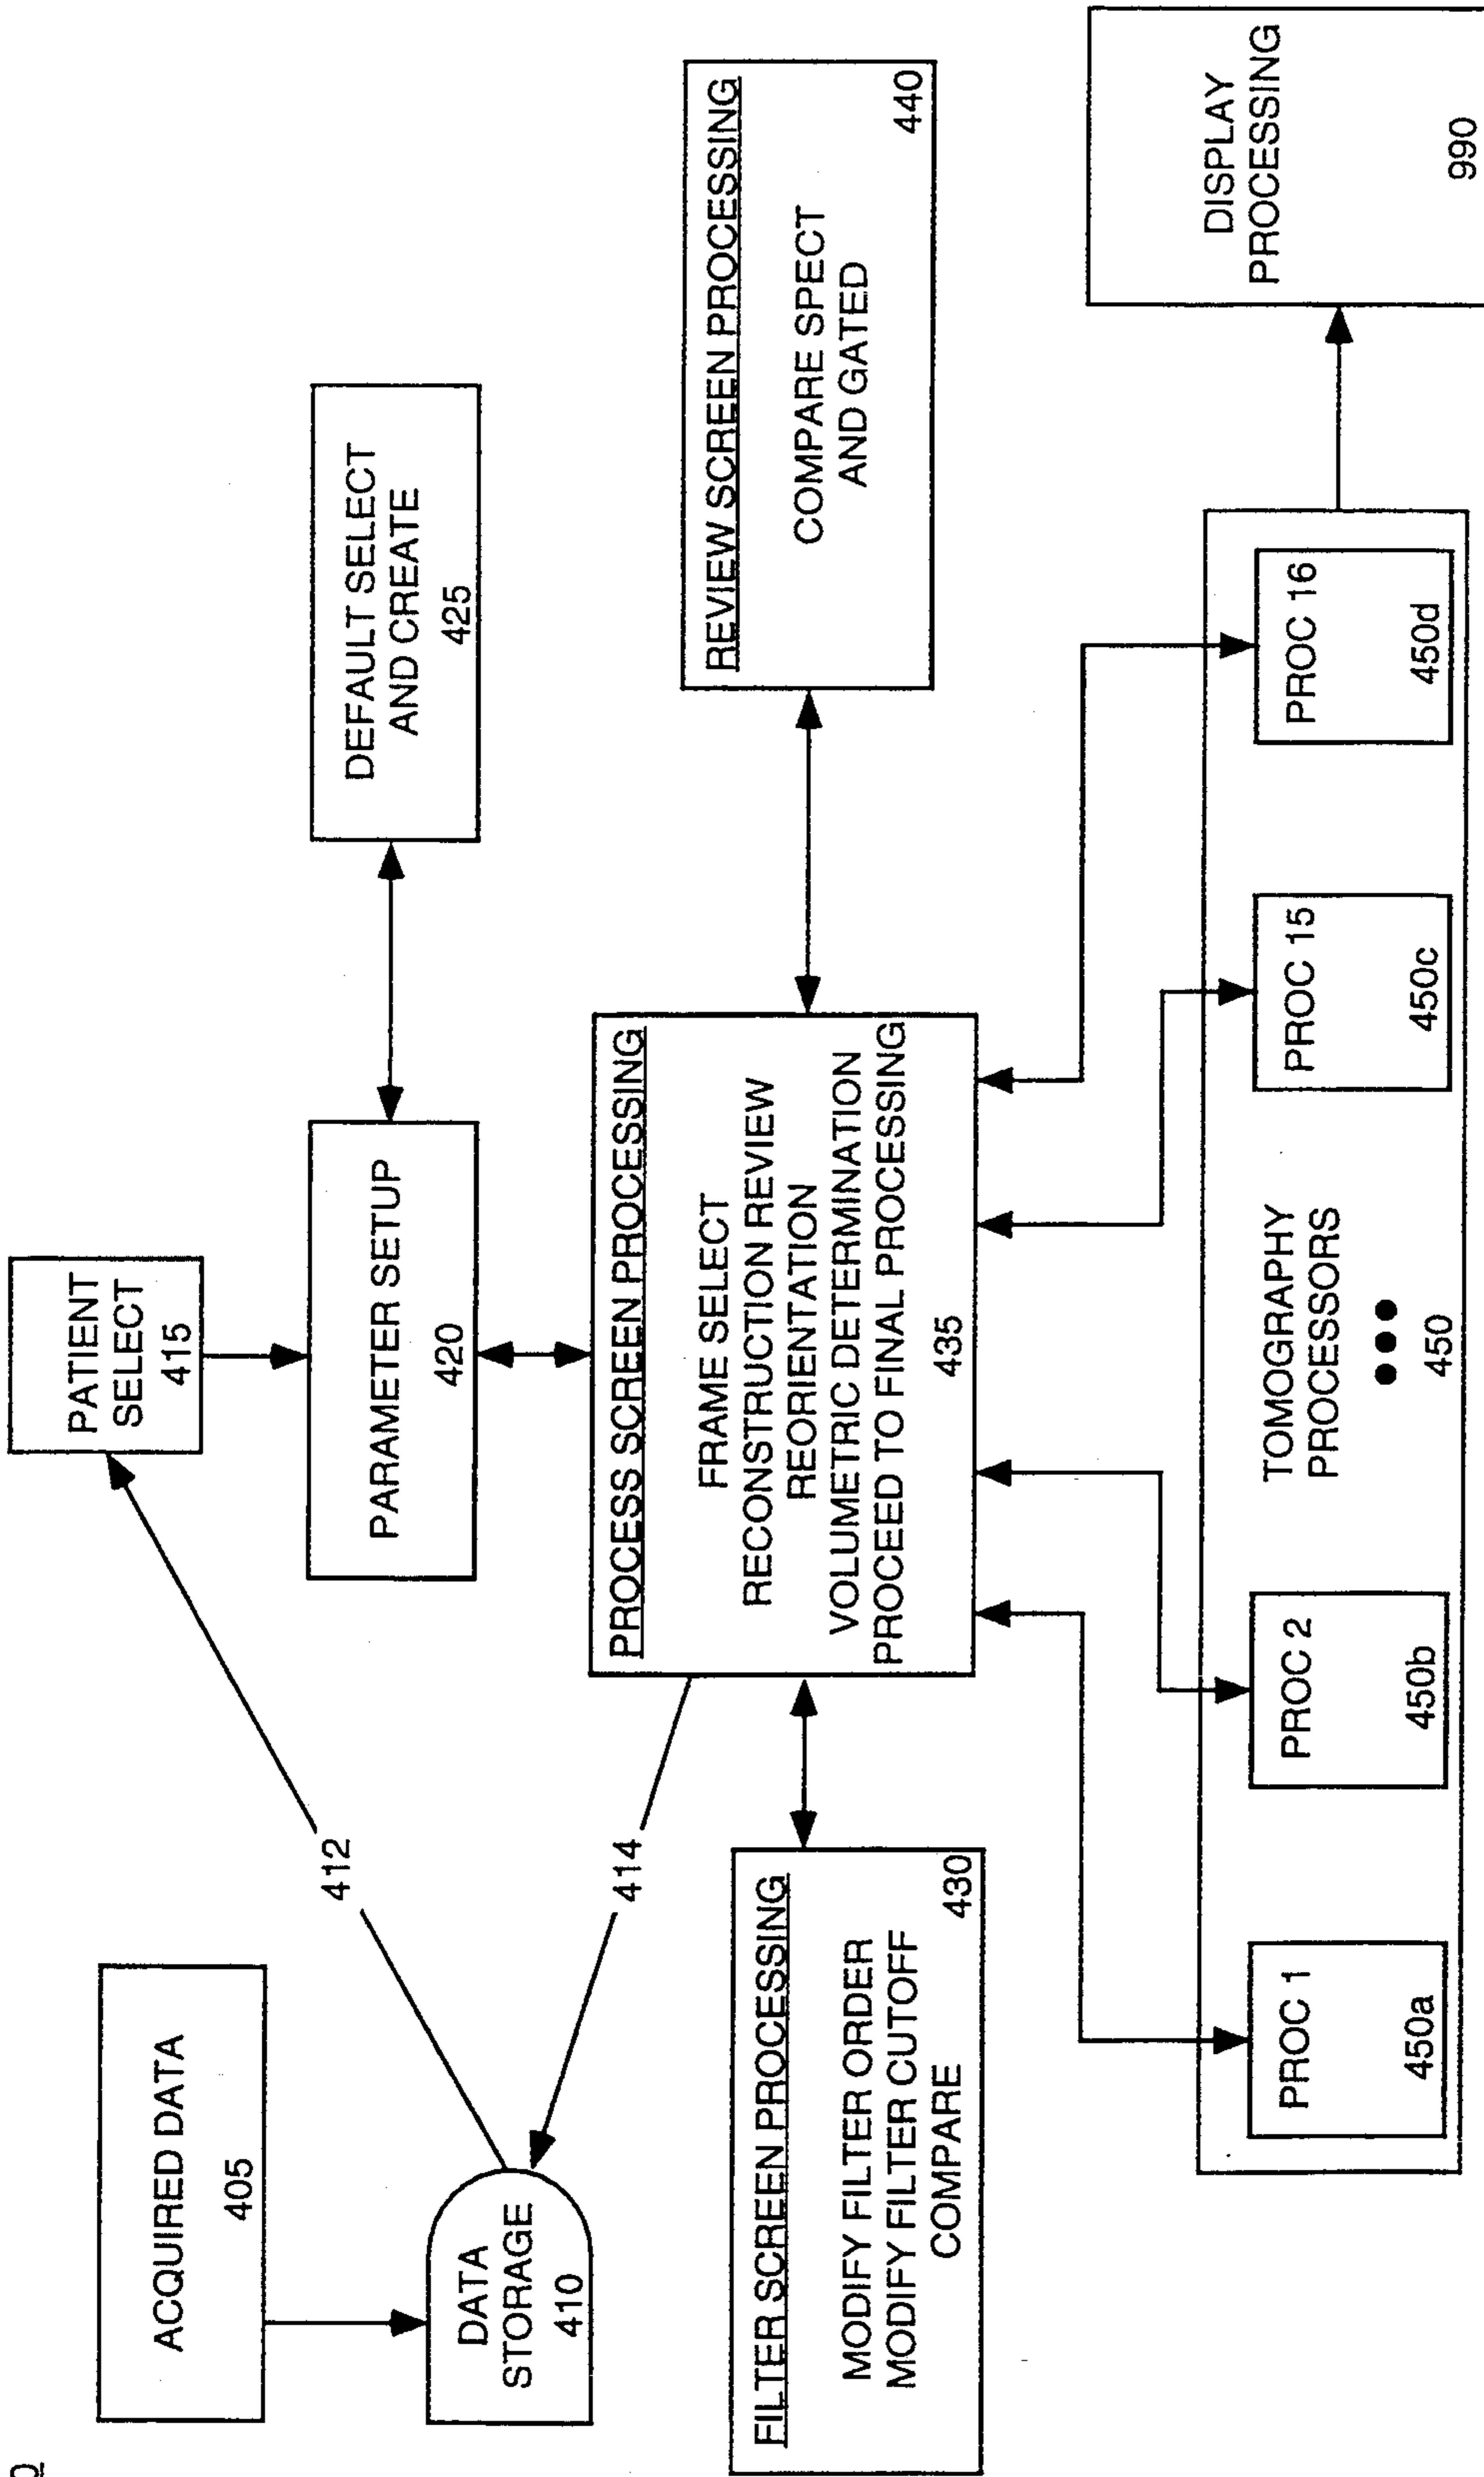 ACQUIRED DATA
405
DATA
STORAGE
410
412
414
PATIENT
SELECT
415
PARAMETER SETUP
420
DEFAULT SELECT
AND CREATE
425
FILTER SCREEN PROCESSING
MODIFY FILTER ORDER
MODIFY FILTER CUTOFF
COMPARE
430
PROCESS SCREEN PROCESSING
FRAME SELECT
RECONSTRUCTION REVIEW
REORIENTATION
VOLUMETRIC DETERMINATION
PROCEED TO FINAL PROCESSING
435
REVIEW SCREEN PROCESSING
COMPARE SPECT
AND GATED
440
PROC 1
450a
PROC 2
450b
TOMOGRAPHY
PROCESSORS
•••
450
PROC 15
450c
PROC 16
450d
DISPLAY
PROCESSING
990